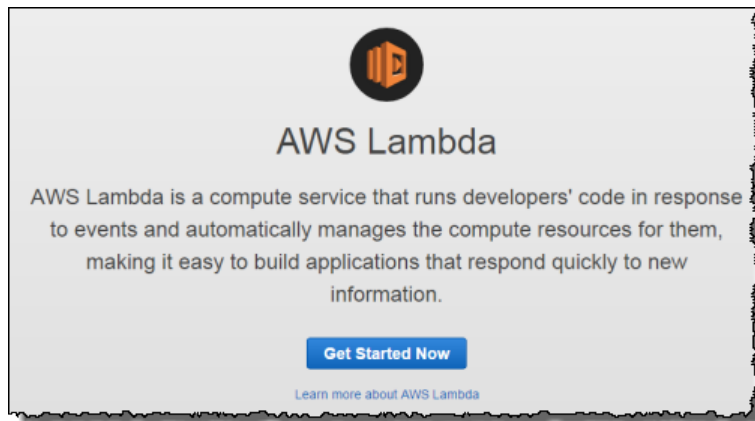 AWS Lambda
AWS Lambda is a compute service that runs developers' code in response
to events and automatically manages the compute resources for them,
making it easy to build applications that respond quickly to new
information.
Get Started Now
Learn more about AWS Lambda